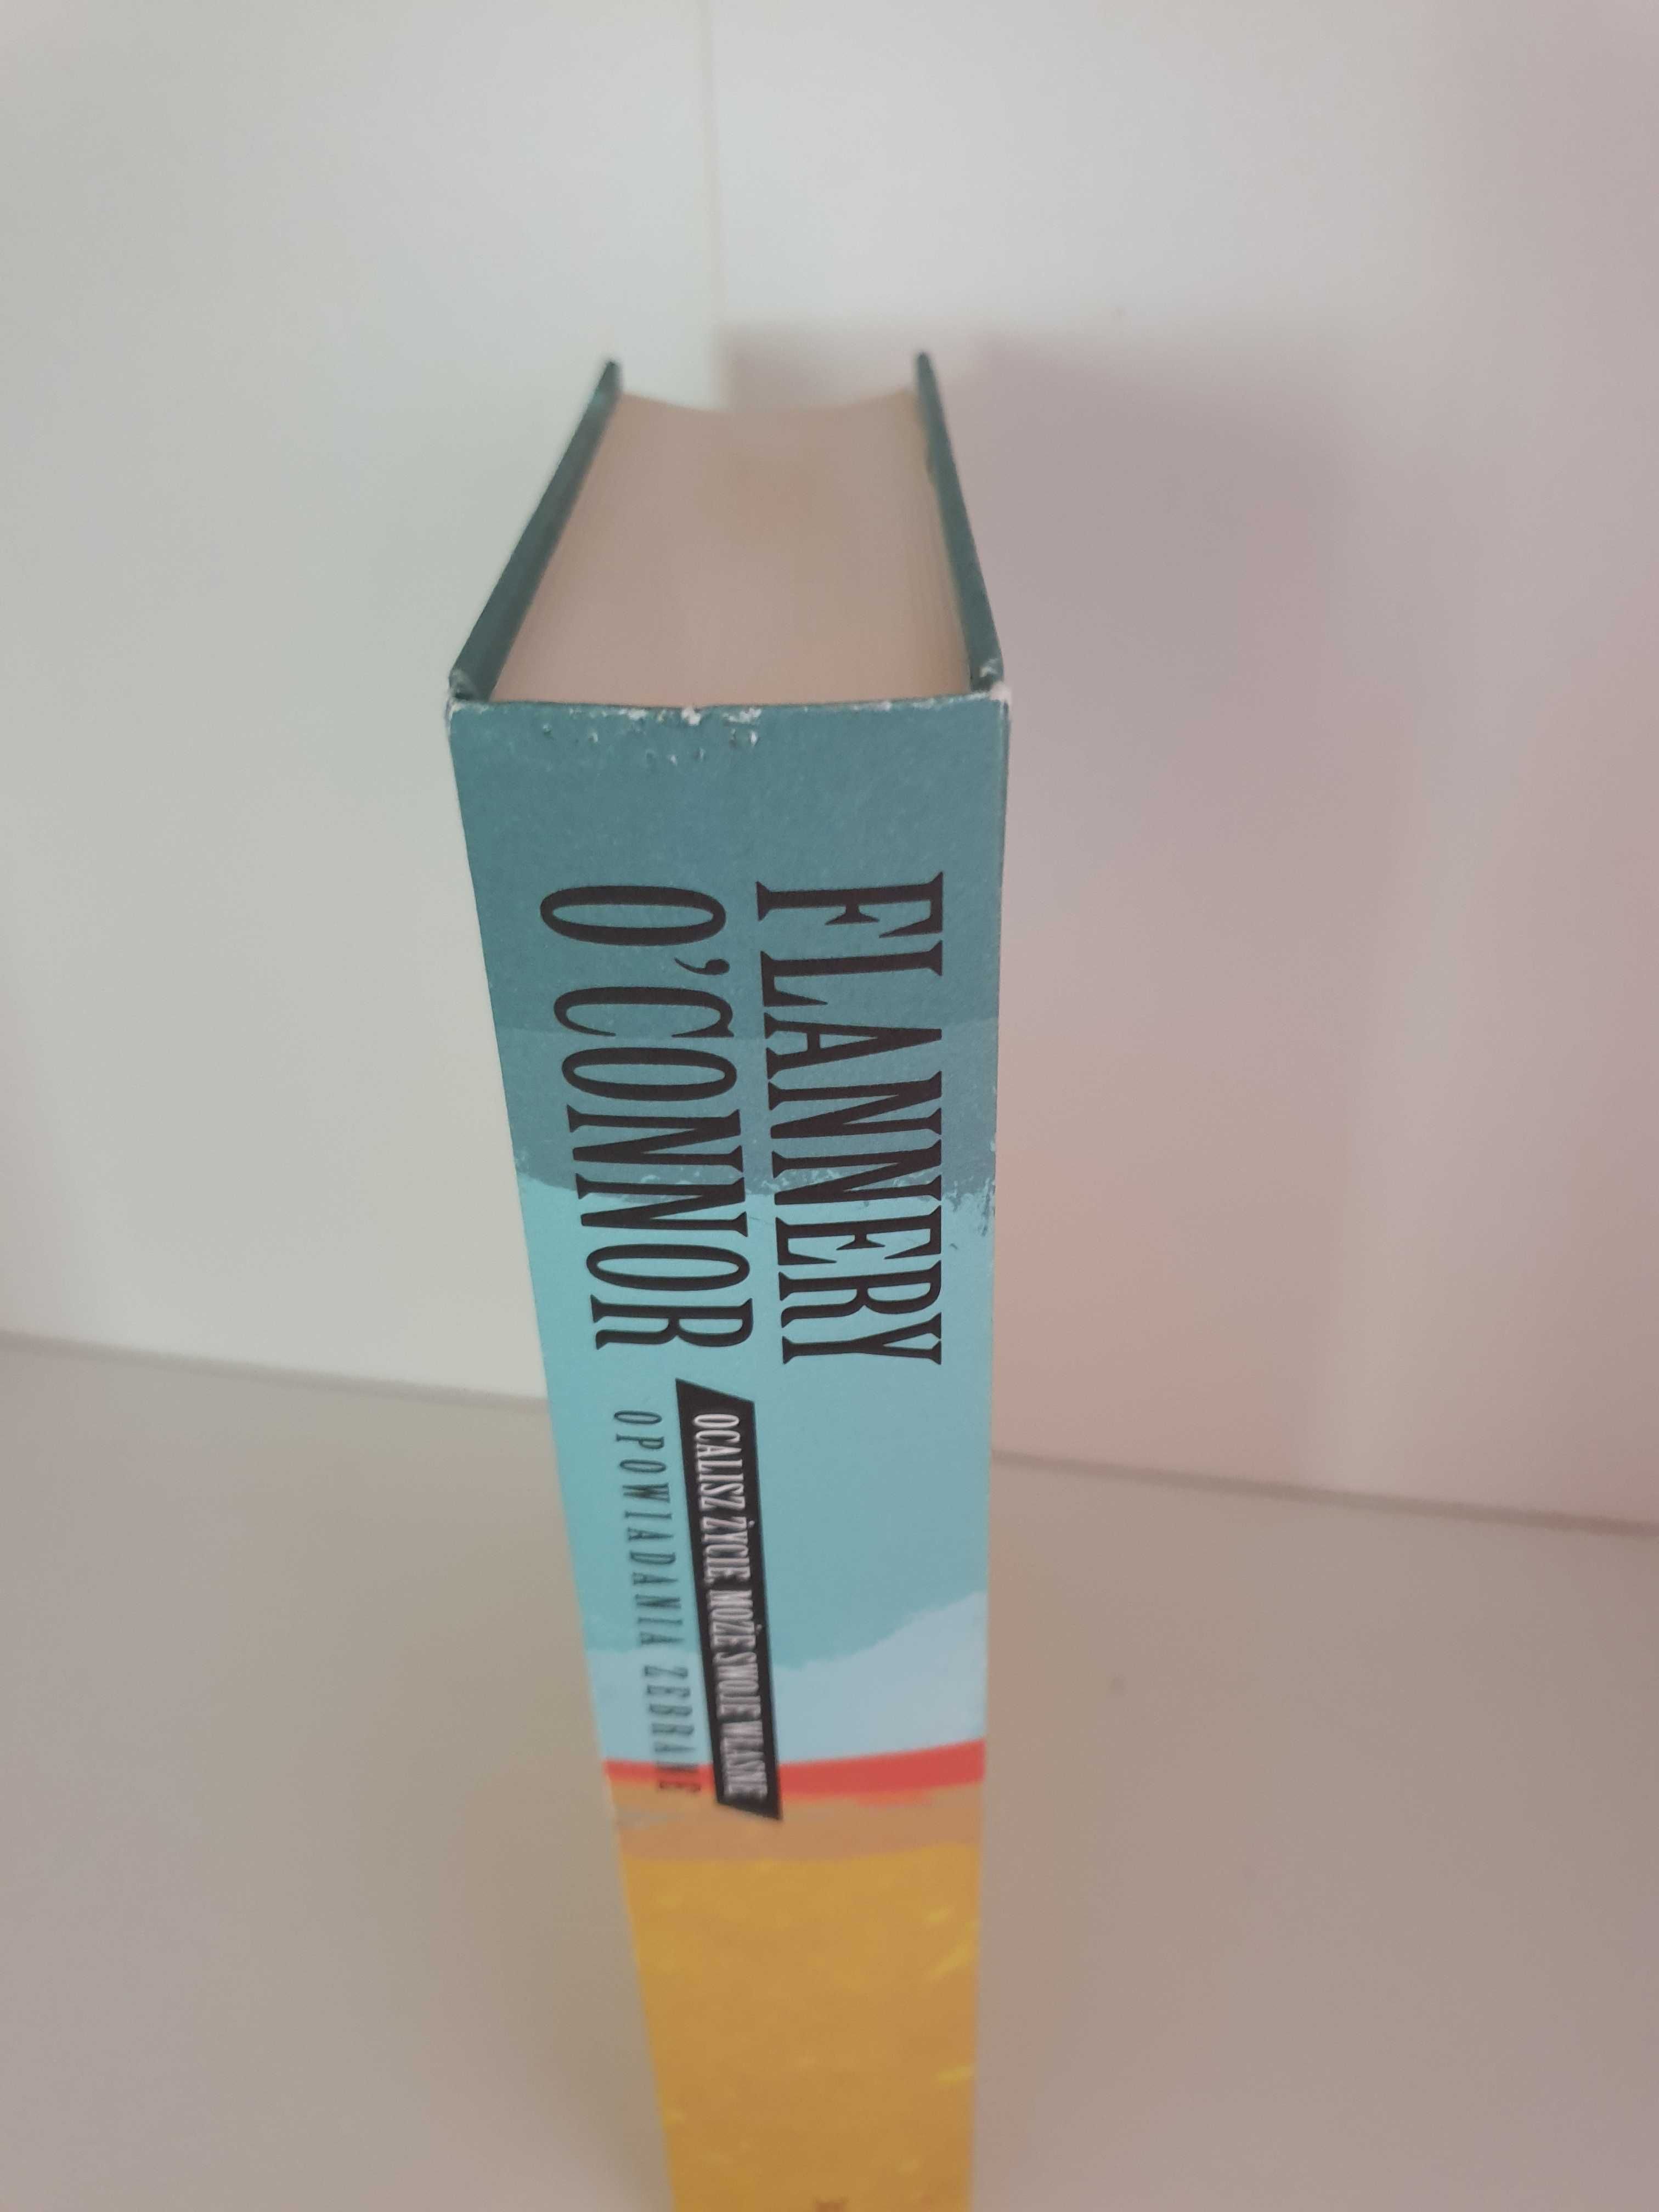 FLANNERY
O'CONNOR
OCALISZ ŻYCIE, MOŻE SWOJE WŁASNE
OPOWIADANIA ZEBRANE